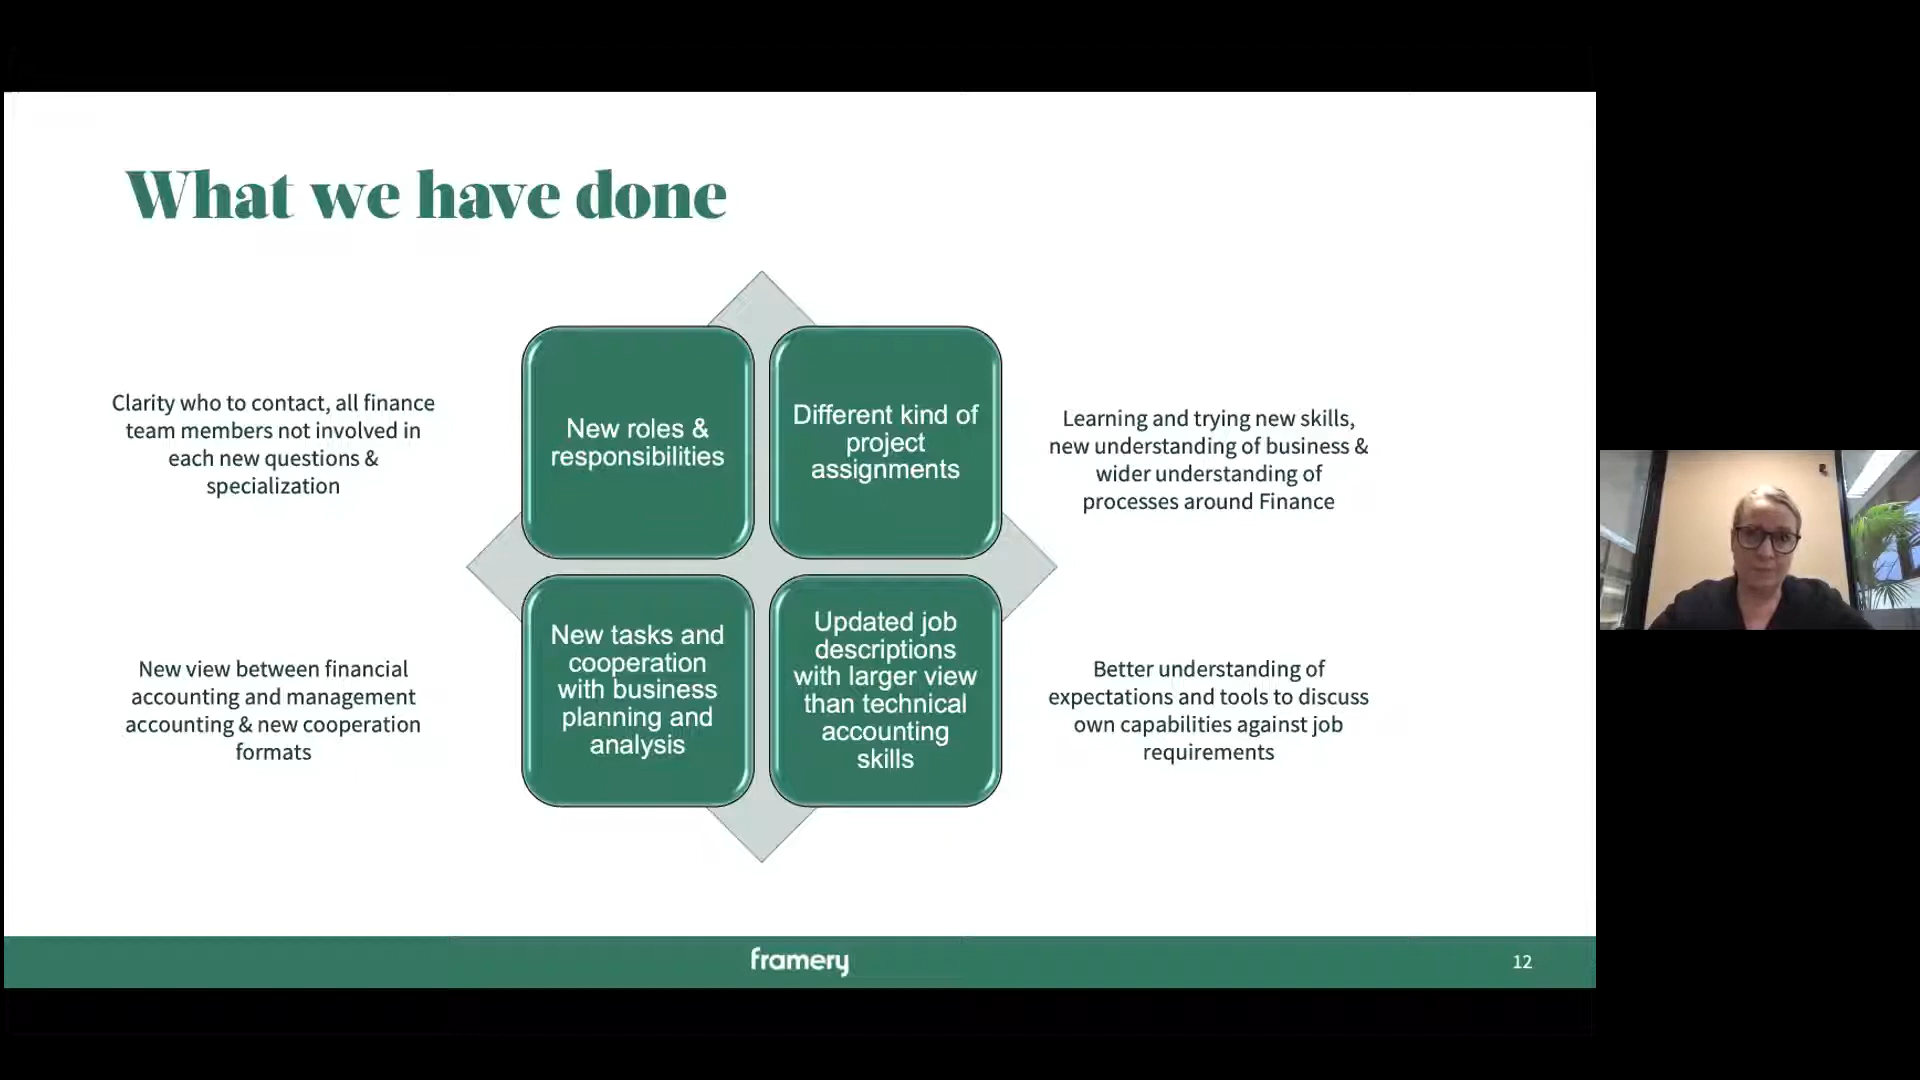 What we have done
Clarity who to contact, all finance
team members not involved in
each new questions &
specialization
New roles &
responsibilities
Different kind of
project
assignments
Learning and trying new skills,
new understanding of business &
wider understanding of
processes around Finance
New view between financial
accounting and management
accounting & new cooperation
formats
New tasks and
cooperation
with business
planning and
analysis
Updated job
descriptions
with larger view
than technical
accounting
skills
Better understanding of
expectations and tools to discuss
own capabilities against job
requirements
framery
12